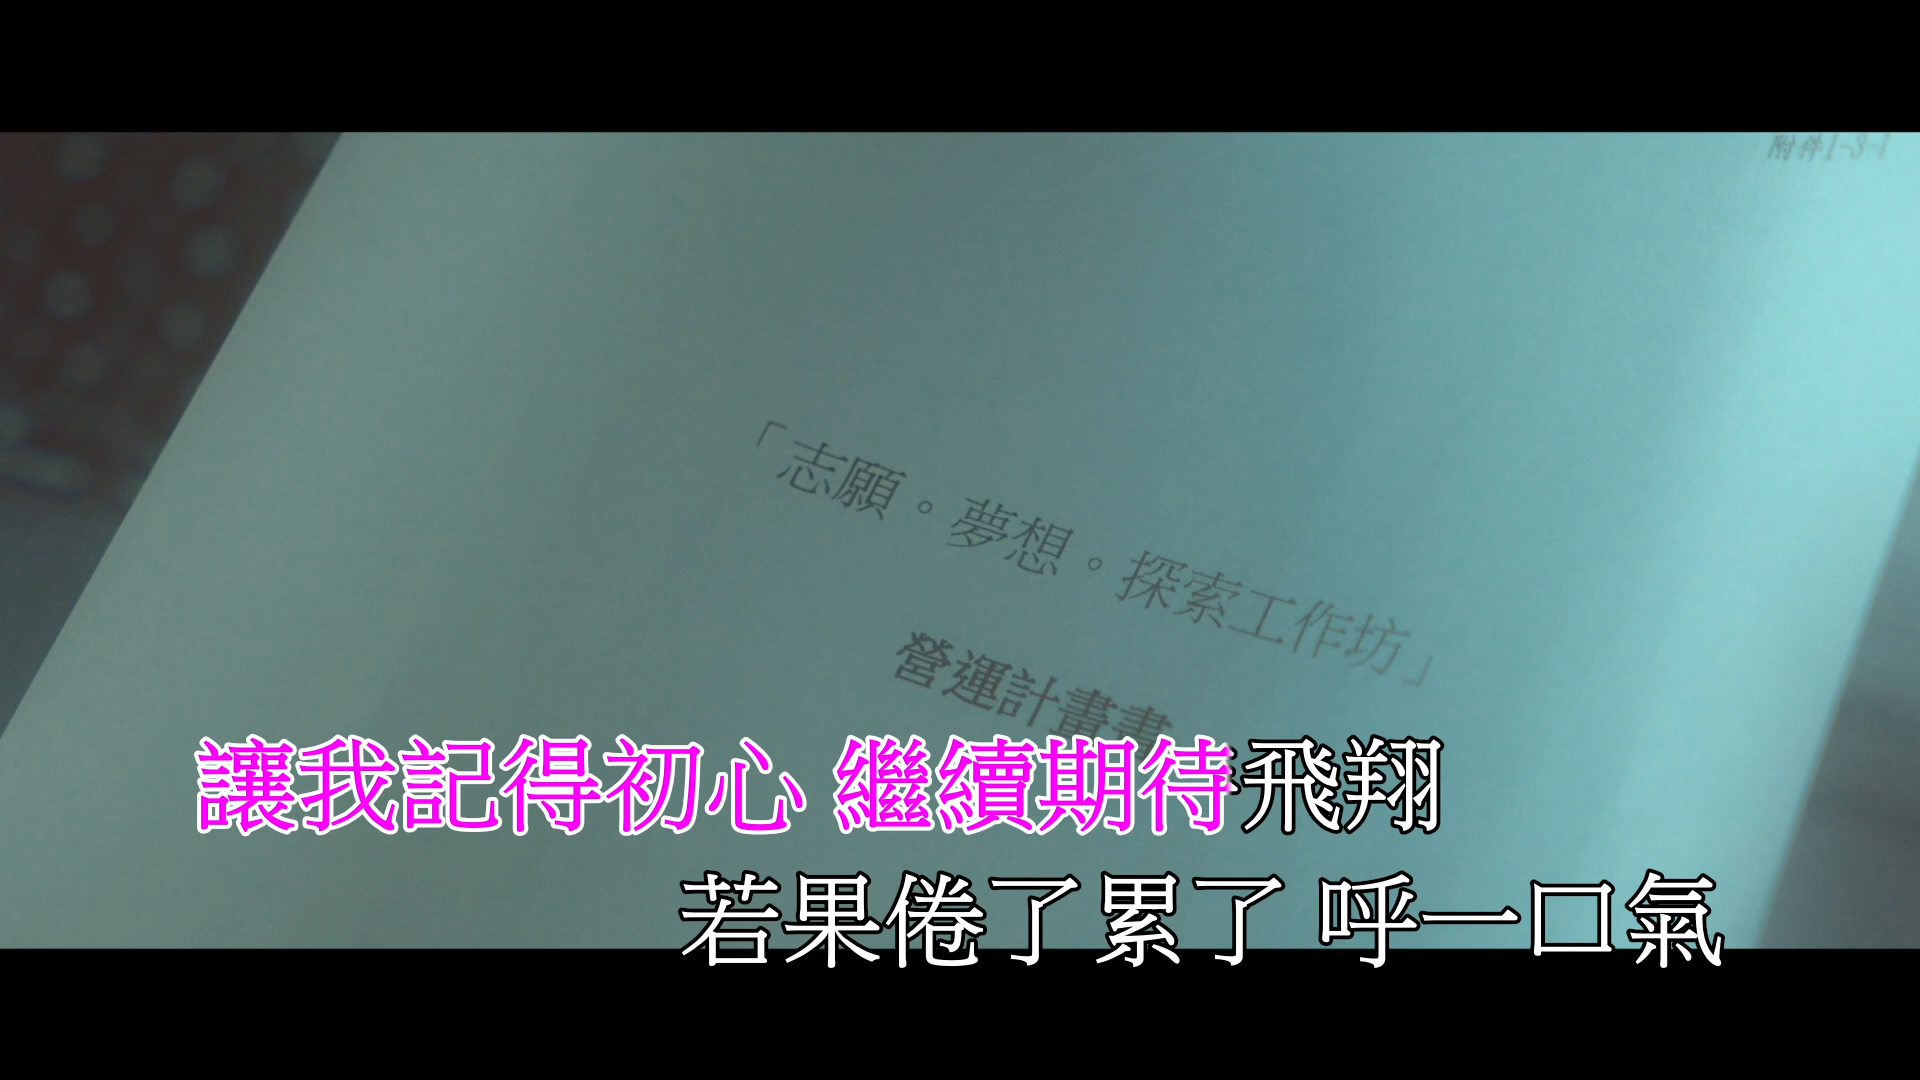 附件1-3-1
「志願。夢想。探索工作坊」
營運計畫書
讓我記得初心 繼續期待飛翔
若果倦了累了 呼一口氣